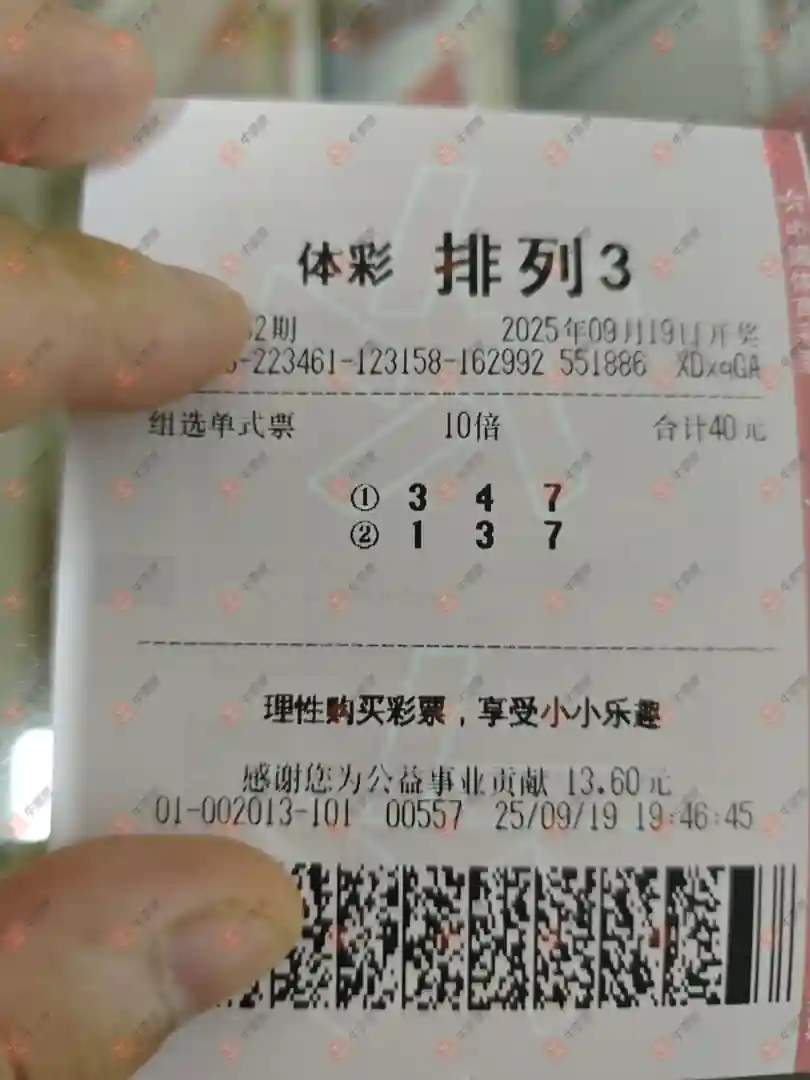 体彩 排列3
52期 2025年09月19日开奖
-223461-123158-162992 551886 XDxqGA
组选单式票 10倍 合计40元
① 3 4 7
② 1 3 7
理性购买彩票，享受小小乐趣
感谢您为公益事业贡献 13.60元
01-002013-101 00557 25/09/19 19:46:45